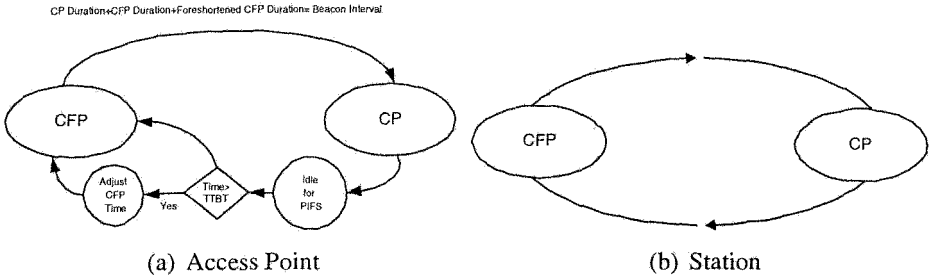 CP Duration+CFP Duration+Foreshortened CFP Duration= Beacon Interval
CFP
CP
Adjust
CFP
Time
Yes
Time>
TTBT
Idle
for
PIFS
(a) Access Point
CFP
CP
(b) Station